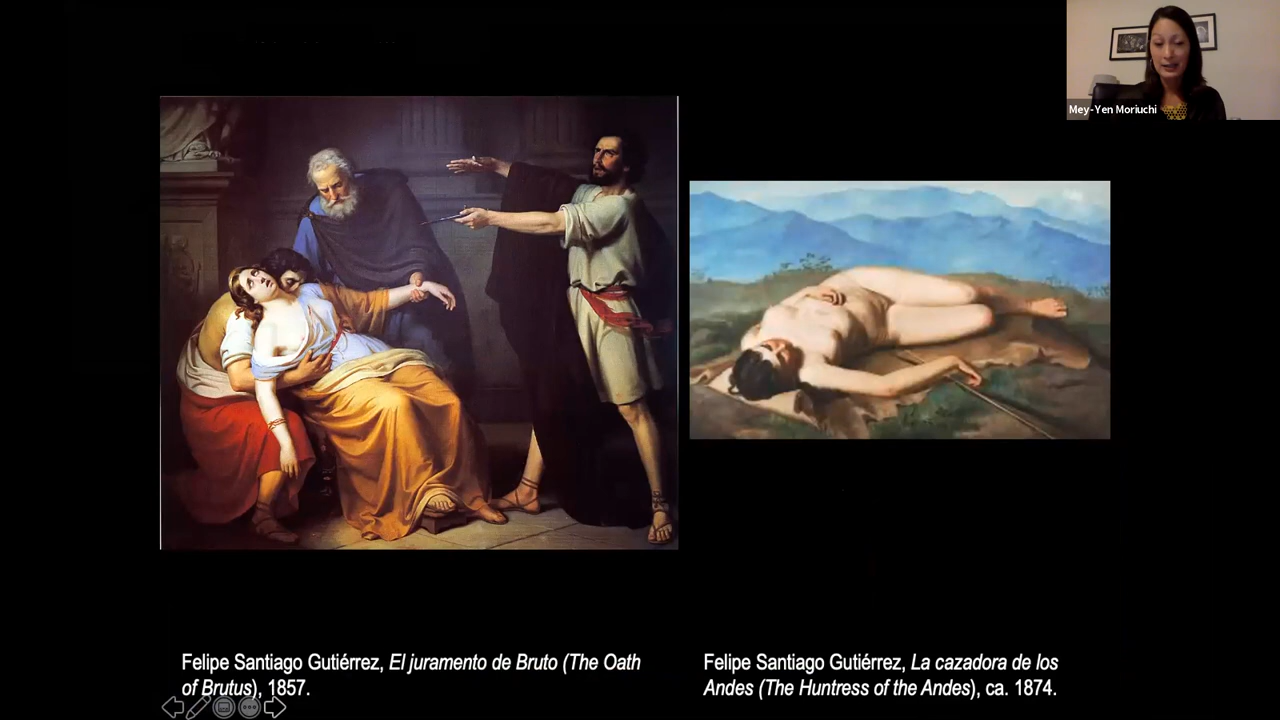 Mey-Yen Moriuchi
Felipe Santiago Gutiérrez, El juramento de Bruto (The Oath
of Brutus), 1857.
Felipe Santiago Gutiérrez, La cazadora de los
Andes (The Huntress of the Andes), ca. 1874.